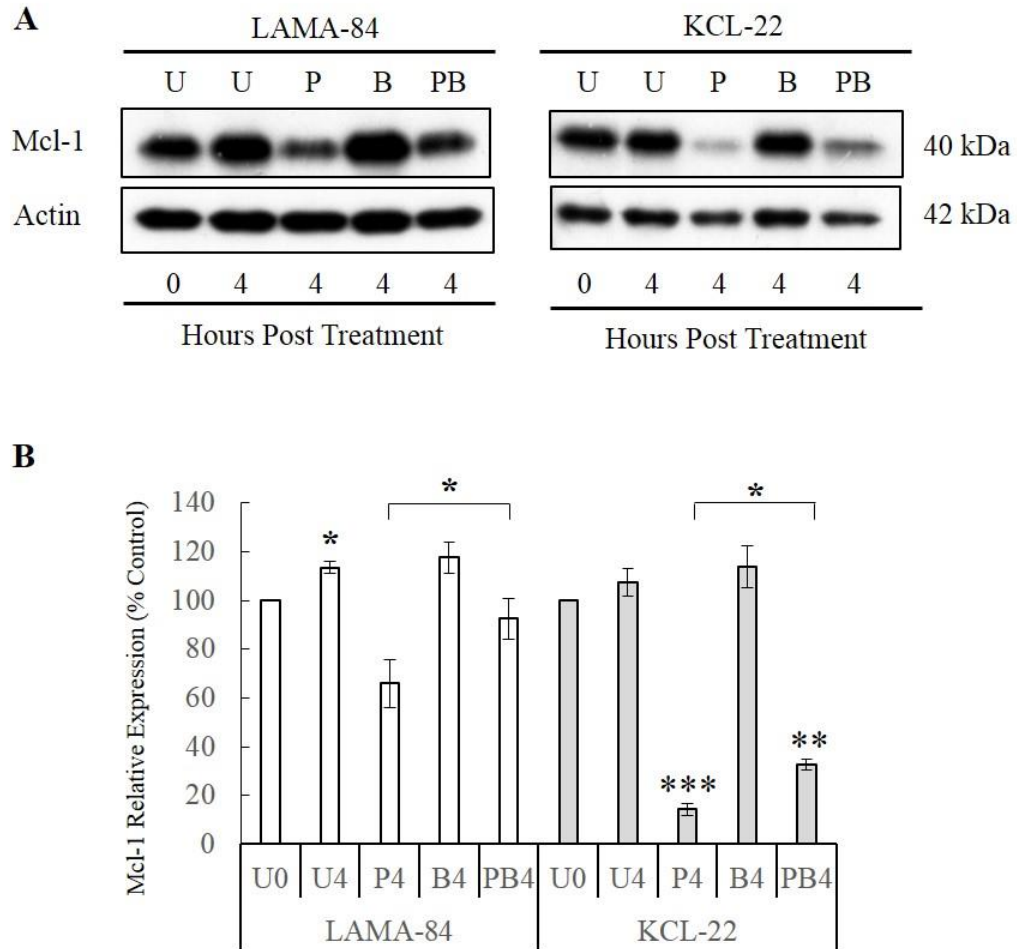 A
LAMA-84 KCL-22
U U P B PB U U P B PB
Mcl-1 40 kDa
Actin 42 kDa
0 4 4 4 4 0 4 4 4 4
Hours Post Treatment Hours Post Treatment
B
Mcl-1 Relative Expression (% Control)
140
120
100
80
60
40
20
0
* *
*
*** **
U0 U4 P4 B4 PB4 U0 U4 P4 B4 PB4
LAMA-84 KCL-22